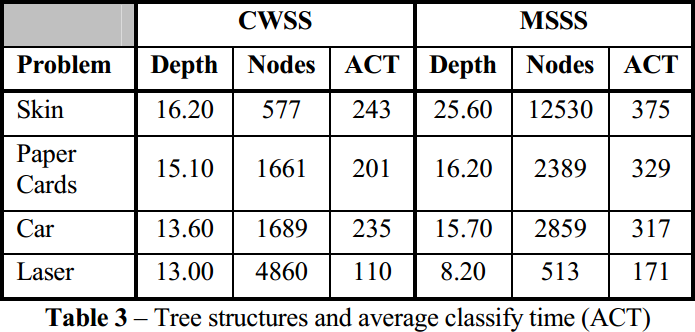 CWSS MSSS
Problem Depth Nodes ACT Depth Nodes ACT
Skin 16.20 577 243 25.60 12530 375
Paper
Cards 15.10 1661 201 16.20 2389 329
Car 13.60 1689 235 15.70 2859 317
Laser 13.00 4860 110 8.20 513 171
Table 3 – Tree structures and average classify time (ACT)